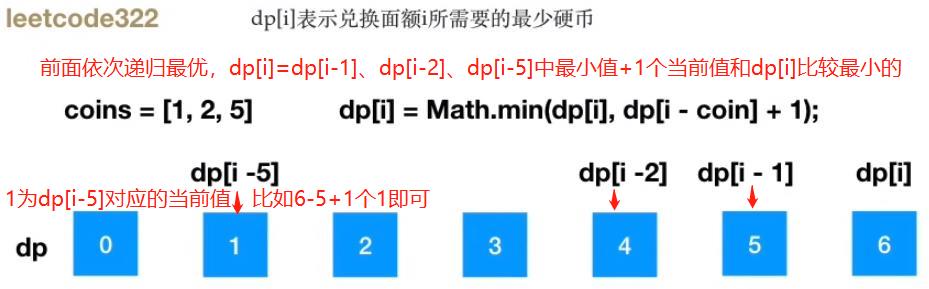 leetcode322
dp[i]表示兑换面额i所需要的最少硬币
前面依次递归最优，dp[i]=dp[i-1]、dp[i-2]、dp[i-5]中最小值+1个当前值和dp[i]比较最小的
coins = [1, 2, 5]
dp[i] = Math.min(dp[i], dp[i - coin] + 1);
dp[i -5] dp[i -2] dp[i - 1] dp[i]
1为dp[i-5]对应的当前值，比如6-5+1个1即可
dp 0 1 2 3 4 5 6